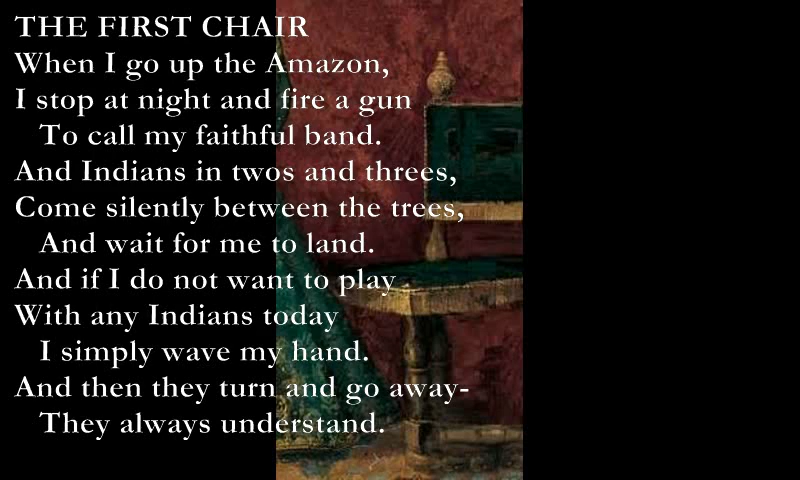 THE FIRST CHAIR
When I go up the Amazon,
I stop at night and fire a gun
To call my faithful band.
And Indians in twos and threes,
Come silently between the trees,
And wait for me to land.
And if I do not want to play
With any Indians today
I simply wave my hand.
And then they turn and go away-
They always understand.